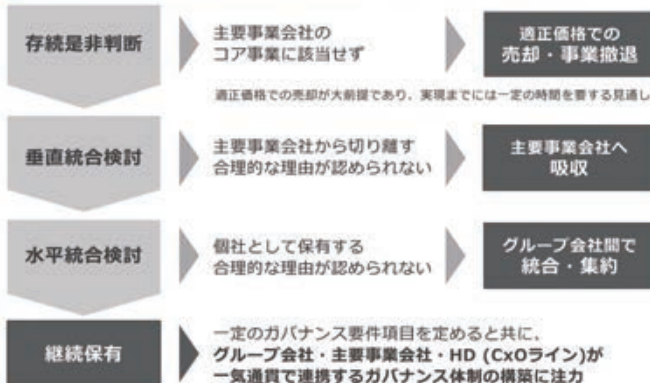 存続是非判断
主要事業会社の
コア事業に該当せず
適正価格での
売却・事業撤退
適正価格での売却が大前提であり、実現までには一定の時間を要する見通し
垂直統合検討
主要事業会社から切り離す
合理的な理由が認められない
主要事業会社へ
吸収
水平統合検討
個社として保有する
合理的な理由が認められない
グループ会社間で
統合・集約
継続保有
一定のガバナンス要件項目を定めると共に、
グループ会社・主要事業会社・HD (CxOライン)が
一気通貫で連携するガバナンス体制の構築に注力